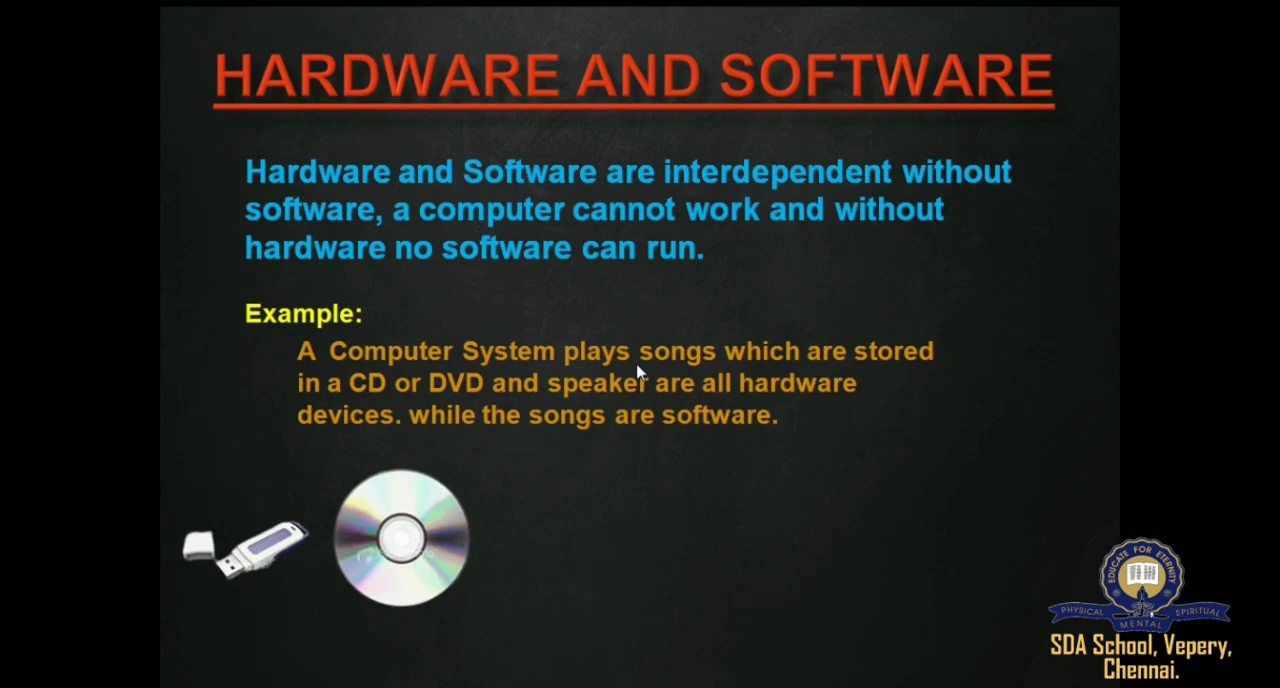 HARDWARE AND SOFTWARE
Hardware and Software are interdependent without
software, a computer cannot work and without
hardware no software can run.
Example:
A Computer System plays songs which are stored
in a CD or DVD and speaker are all hardware
devices. while the songs are software.
EDUCATE FOR ETERNITY
PHYSICAL
MENTAL
SPIRITUAL
SDA School, Vepery,
Chennai.